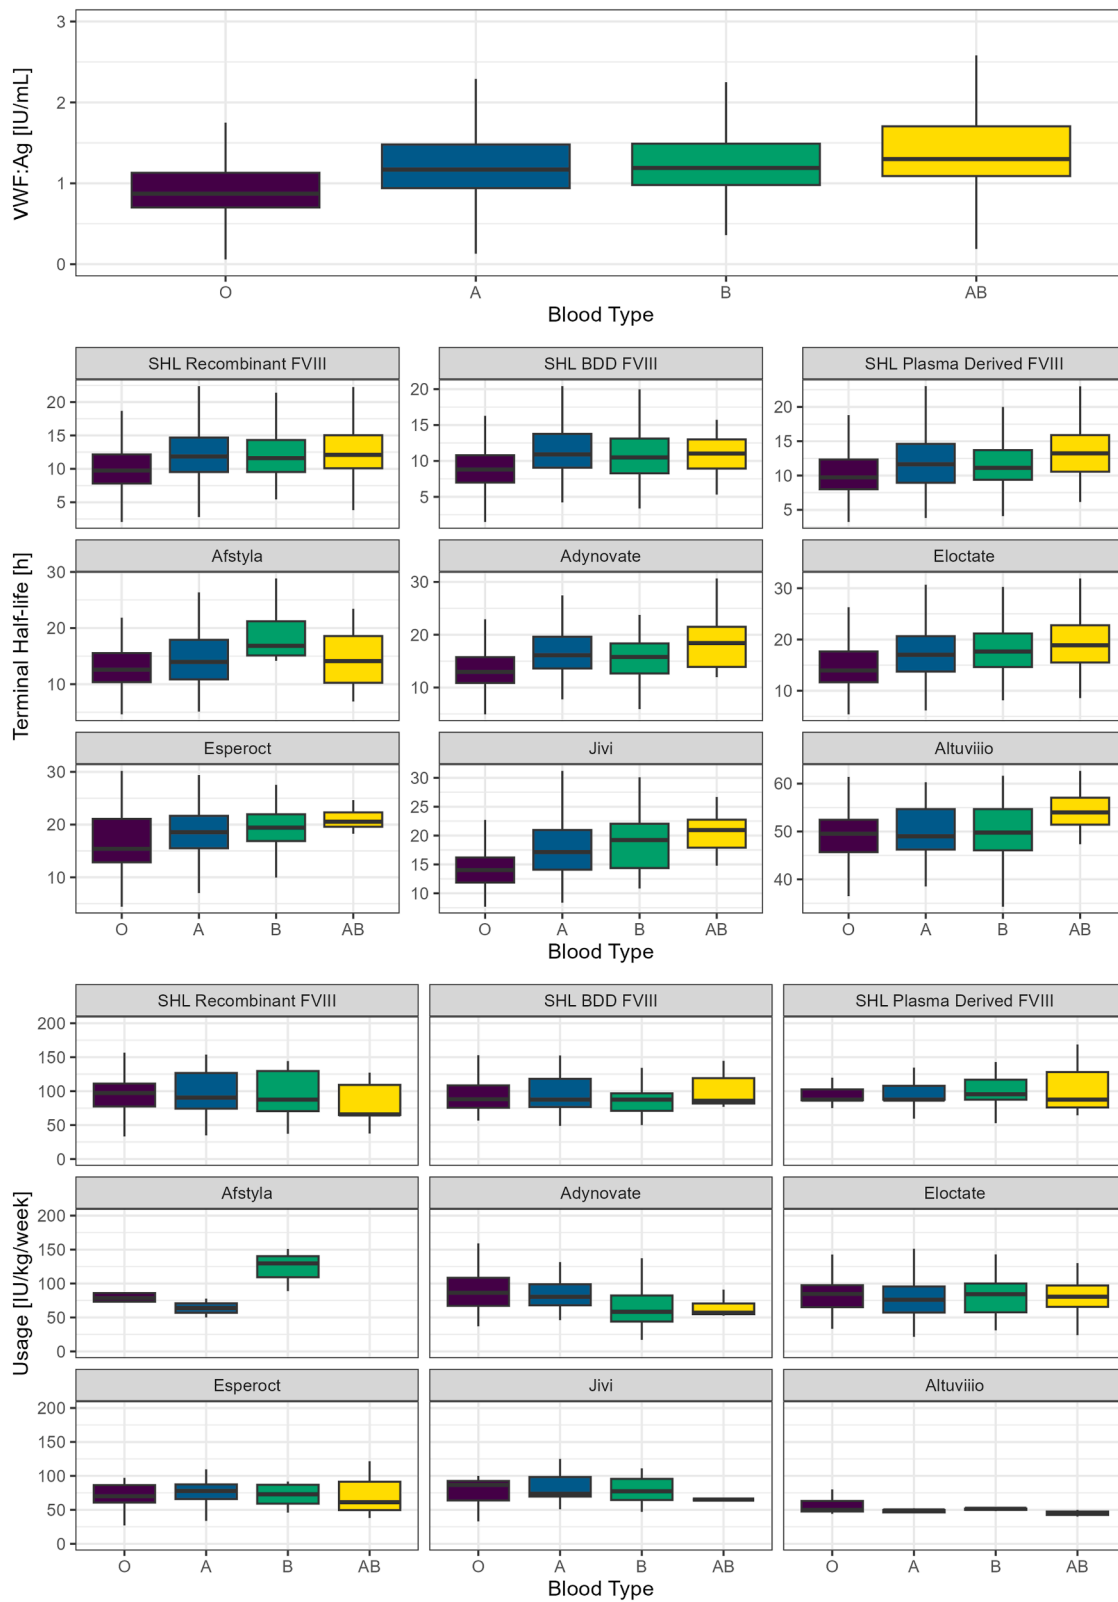 VWF:Ag [IU/mL]
3
2
1
0
O A B AB
Blood Type
Terminal Half-life [h]
SHL Recombinant FVIII SHL BDD FVIII SHL Plasma Derived FVIII
20 20 20
15 15 15
10 10 10
5 5 5
Afstyla Adynovate Eloctate
30 30 30
20 20 20
10 10 10
Esperoct Jivi Altuviiio
30 30 60
20 25 50
10 20 40
15
10
O A B AB O A B AB O A B AB
Blood Type
Usage [IU/kg/week]
SHL Recombinant FVIII SHL BDD FVIII SHL Plasma Derived FVIII
200
150
100
50
0
Afstyla Adynovate Eloctate
200
150
100
50
0
Esperoct Jivi Altuviiio
200
150
100
50
0
O A B AB O A B AB O A B AB
Blood Type